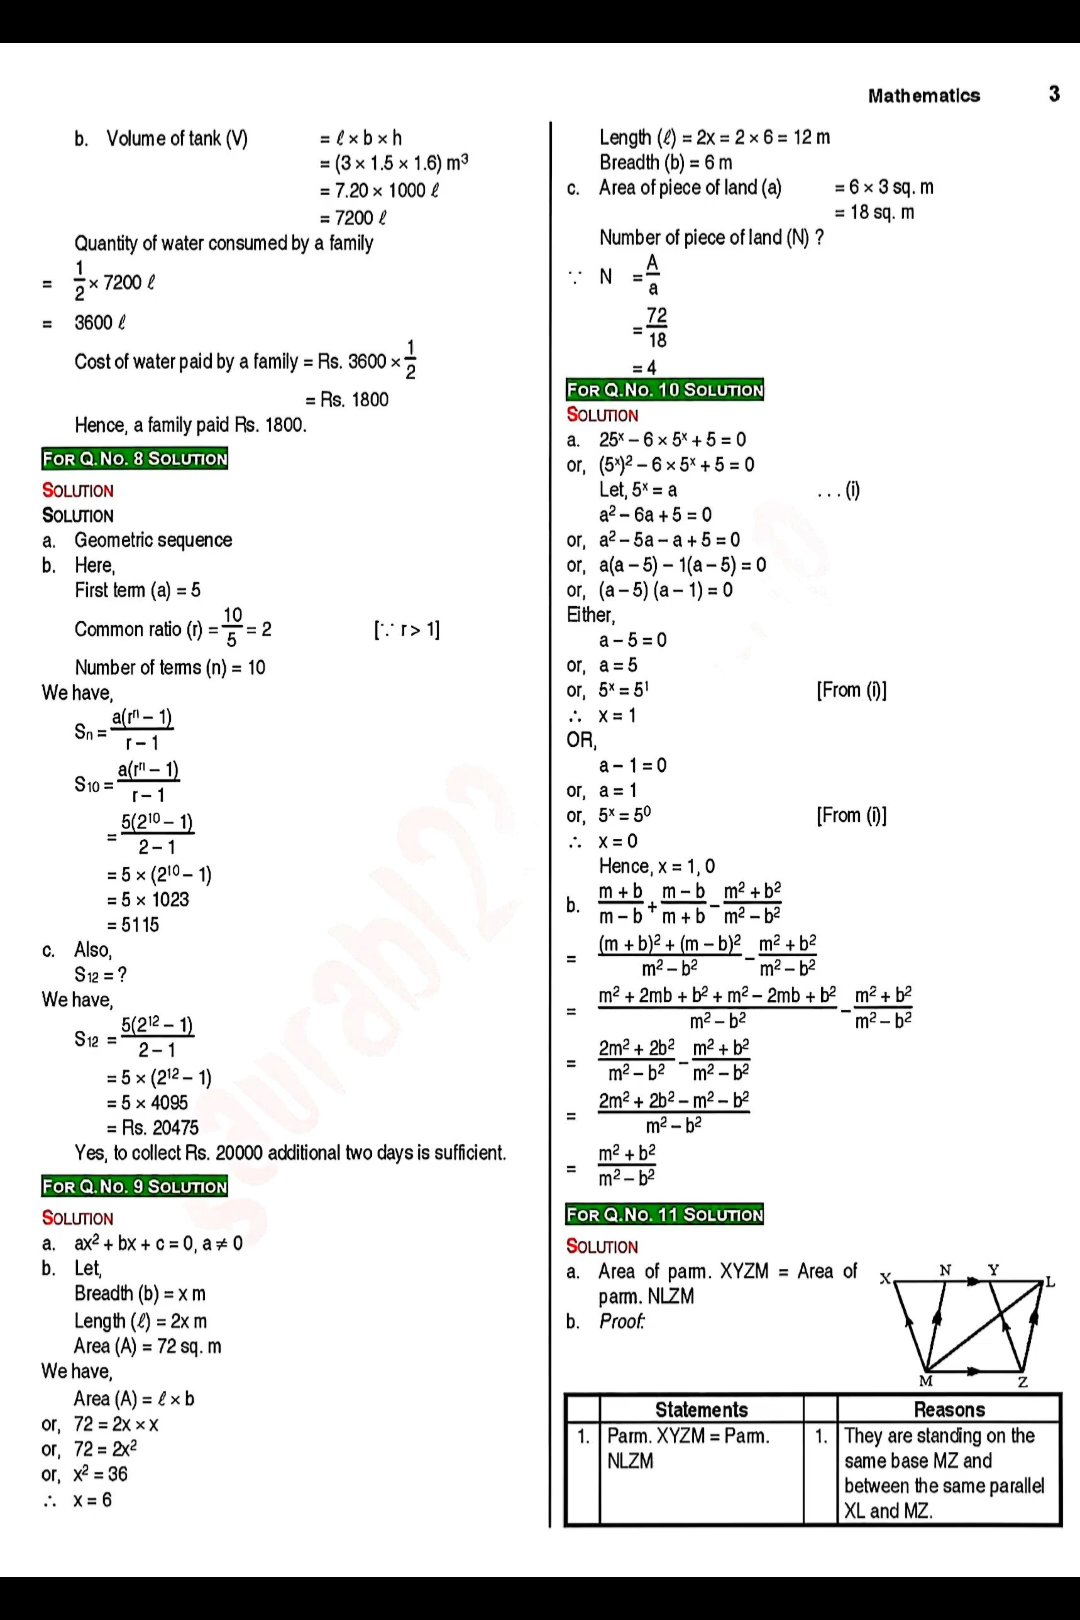 Mathematics 3
b. Volume of tank (V) = ℓ × b × h
= (3 × 1.5 × 1.6) m³
= 7.20 × 1000 ℓ
= 7200 ℓ
Quantity of water consumed by a family
= 1/2 × 7200 ℓ
= 3600 ℓ
Cost of water paid by a family = Rs. 3600 × 1/2
= Rs. 1800
Hence, a family paid Rs. 1800.
FOR Q. NO. 8 SOLUTION
SOLUTION
SOLUTION
a. Geometric sequence
b. Here,
First term (a) = 5
Common ratio (r) = 10/5 = 2 [∵ r > 1]
Number of terms (n) = 10
We have,
Sₙ = a(rⁿ – 1)/r – 1
S₁₀ = a(rⁿ – 1)/r – 1
= 5(2¹⁰ – 1)/2 – 1
= 5 × (2¹⁰ – 1)
= 5 × 1023
= 5115
c. Also,
S₁₂ = ?
We have,
S₁₂ = 5(2¹² – 1)/2 – 1
= 5 × (2¹² – 1)
= 5 × 4095
= Rs. 20475
Yes, to collect Rs. 20000 additional two days is sufficient.
FOR Q. NO. 9 SOLUTION
SOLUTION
a. ax² + bx + c = 0, a ≠ 0
b. Let,
Breadth (b) = x m
Length (ℓ) = 2x m
Area (A) = 72 sq. m
We have,
Area (A) = ℓ × b
or, 72 = 2x × x
or, 72 = 2x²
or, x² = 36
∴ x = 6
Length (ℓ) = 2x = 2 × 6 = 12 m
Breadth (b) = 6 m
c. Area of piece of land (a) = 6 × 3 sq. m
= 18 sq. m
Number of piece of land (N) ?
∵ N = A/a
= 72/18
= 4
FOR Q. NO. 10 SOLUTION
SOLUTION
a. 25ˣ – 6 × 5ˣ + 5 = 0
or, (5ˣ)² – 6 × 5ˣ + 5 = 0
Let, 5ˣ = a . . . (i)
a² – 6a + 5 = 0
or, a² – 5a – a + 5 = 0
or, a(a – 5) – 1(a – 5) = 0
or, (a – 5) (a – 1) = 0
Either,
a – 5 = 0
or, a = 5
or, 5ˣ = 5¹ [From (i)]
∴ x = 1
OR,
a – 1 = 0
or, a = 1
or, 5ˣ = 5⁰ [From (i)]
∴ x = 0
Hence, x = 1, 0
b. m + b/m – b + m – b/m + b – m² + b²/m² – b²
= (m + b)² + (m – b)²/m² – b² – m² + b²/m² – b²
= m² + 2mb + b² + m² – 2mb + b²/m² – b² – m² + b²/m² – b²
= 2m² + 2b²/m² – b² – m² + b²/m² – b²
= 2m² + 2b² – m² – b²/m² – b²
= m² + b²/m² – b²
FOR Q. NO. 11 SOLUTION
SOLUTION
a. Area of parm. XYZM = Area of
parm. NLZM
b. Proof:
X N Y L
M Z
Statements Reasons
1. Parm. XYZM = Parm. 1. They are standing on the
NLZM same base MZ and
between the same parallel
XL and MZ.